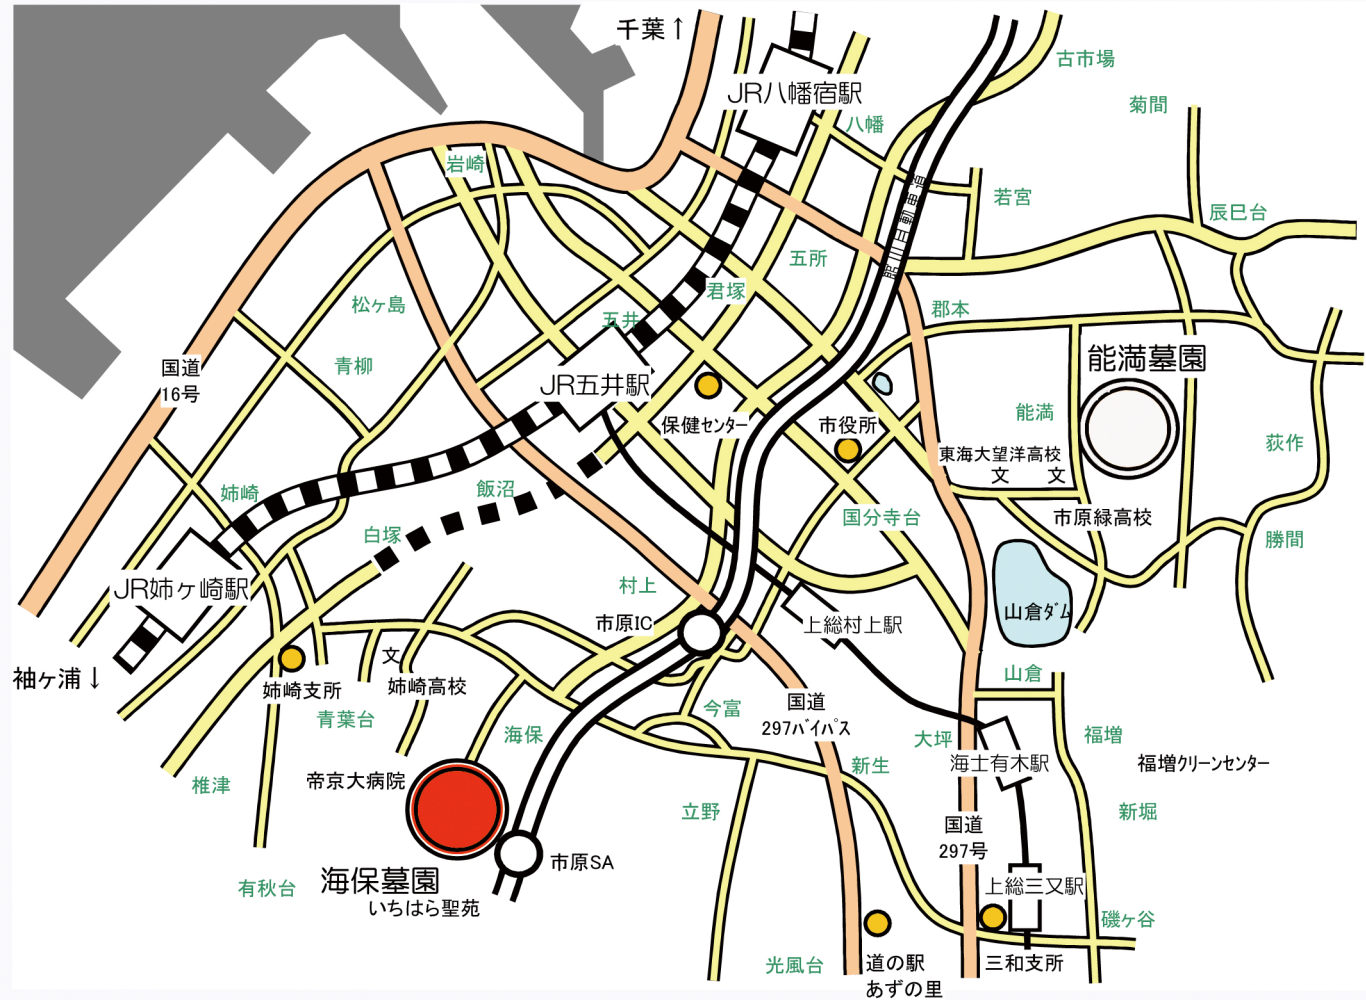 千葉↑
古市場
JR八幡宿駅
菊間
八幡
岩崎
若宮
館山自動車道
辰巳台
五所
君塚
松ヶ島
郡本
五井
国道
16号
青柳
能満墓園
JR五井駅
保健センター
市役所
能満
荻作
東海大望洋高校
文
文
姉崎
飯沼
国分寺台
市原緑高校
白塚
勝間
JR姉ヶ崎駅
村上
山倉ダム
市原IC
上総村上駅
袖ヶ浦↓
文
姉崎支所
姉崎高校
山倉
青葉台
海保
今富
国道
297バイパス
大坪
福増
椎津
帝京大病院
新生
海士有木駅
福増クリーンセンター
立野
新堀
国道
297号
市原SA
有秋台
海保墓園
いちはら聖苑
上総三又駅
磯ヶ谷
光風台
道の駅
あずの里
三和支所